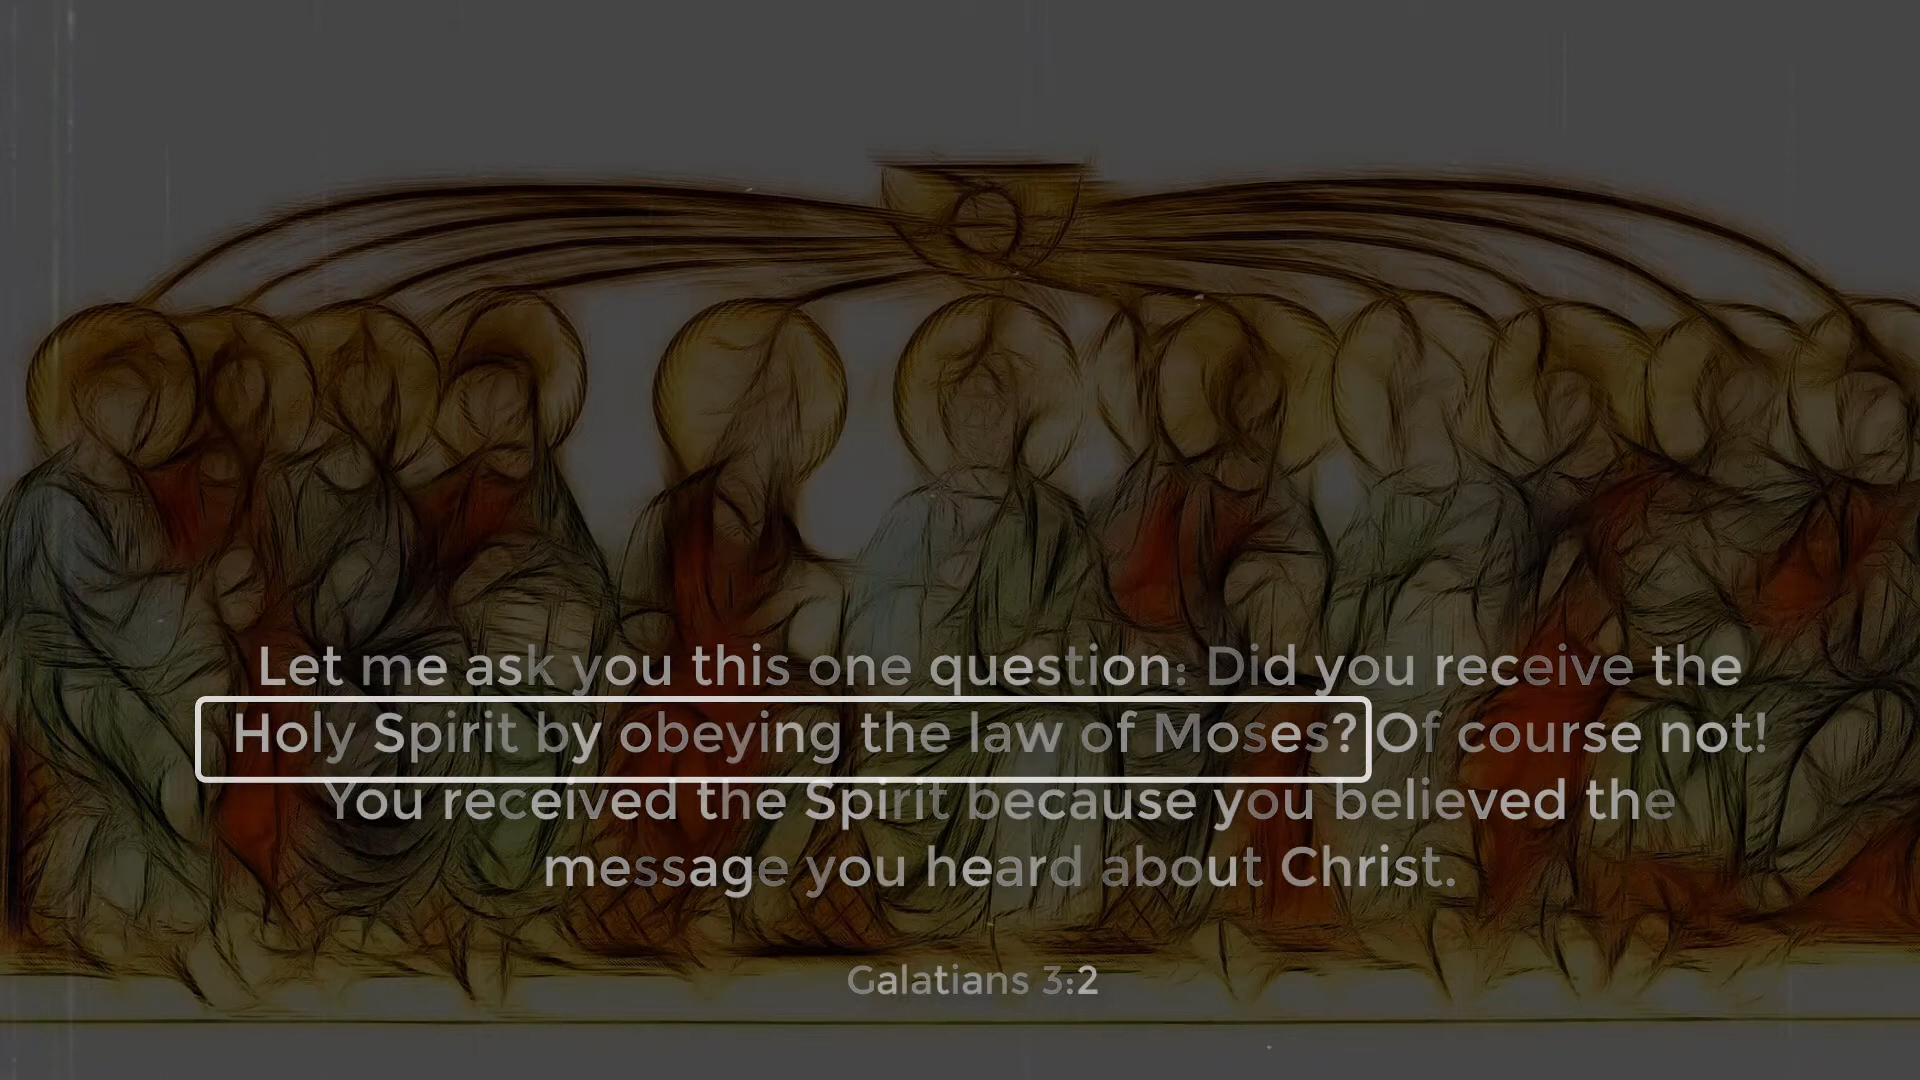 Let me ask you this one question: Did you receive the
Holy Spirit by obeying the law of Moses? Of course not!
You received the Spirit because you believed the
message you heard about Christ.
Galatians 3:2